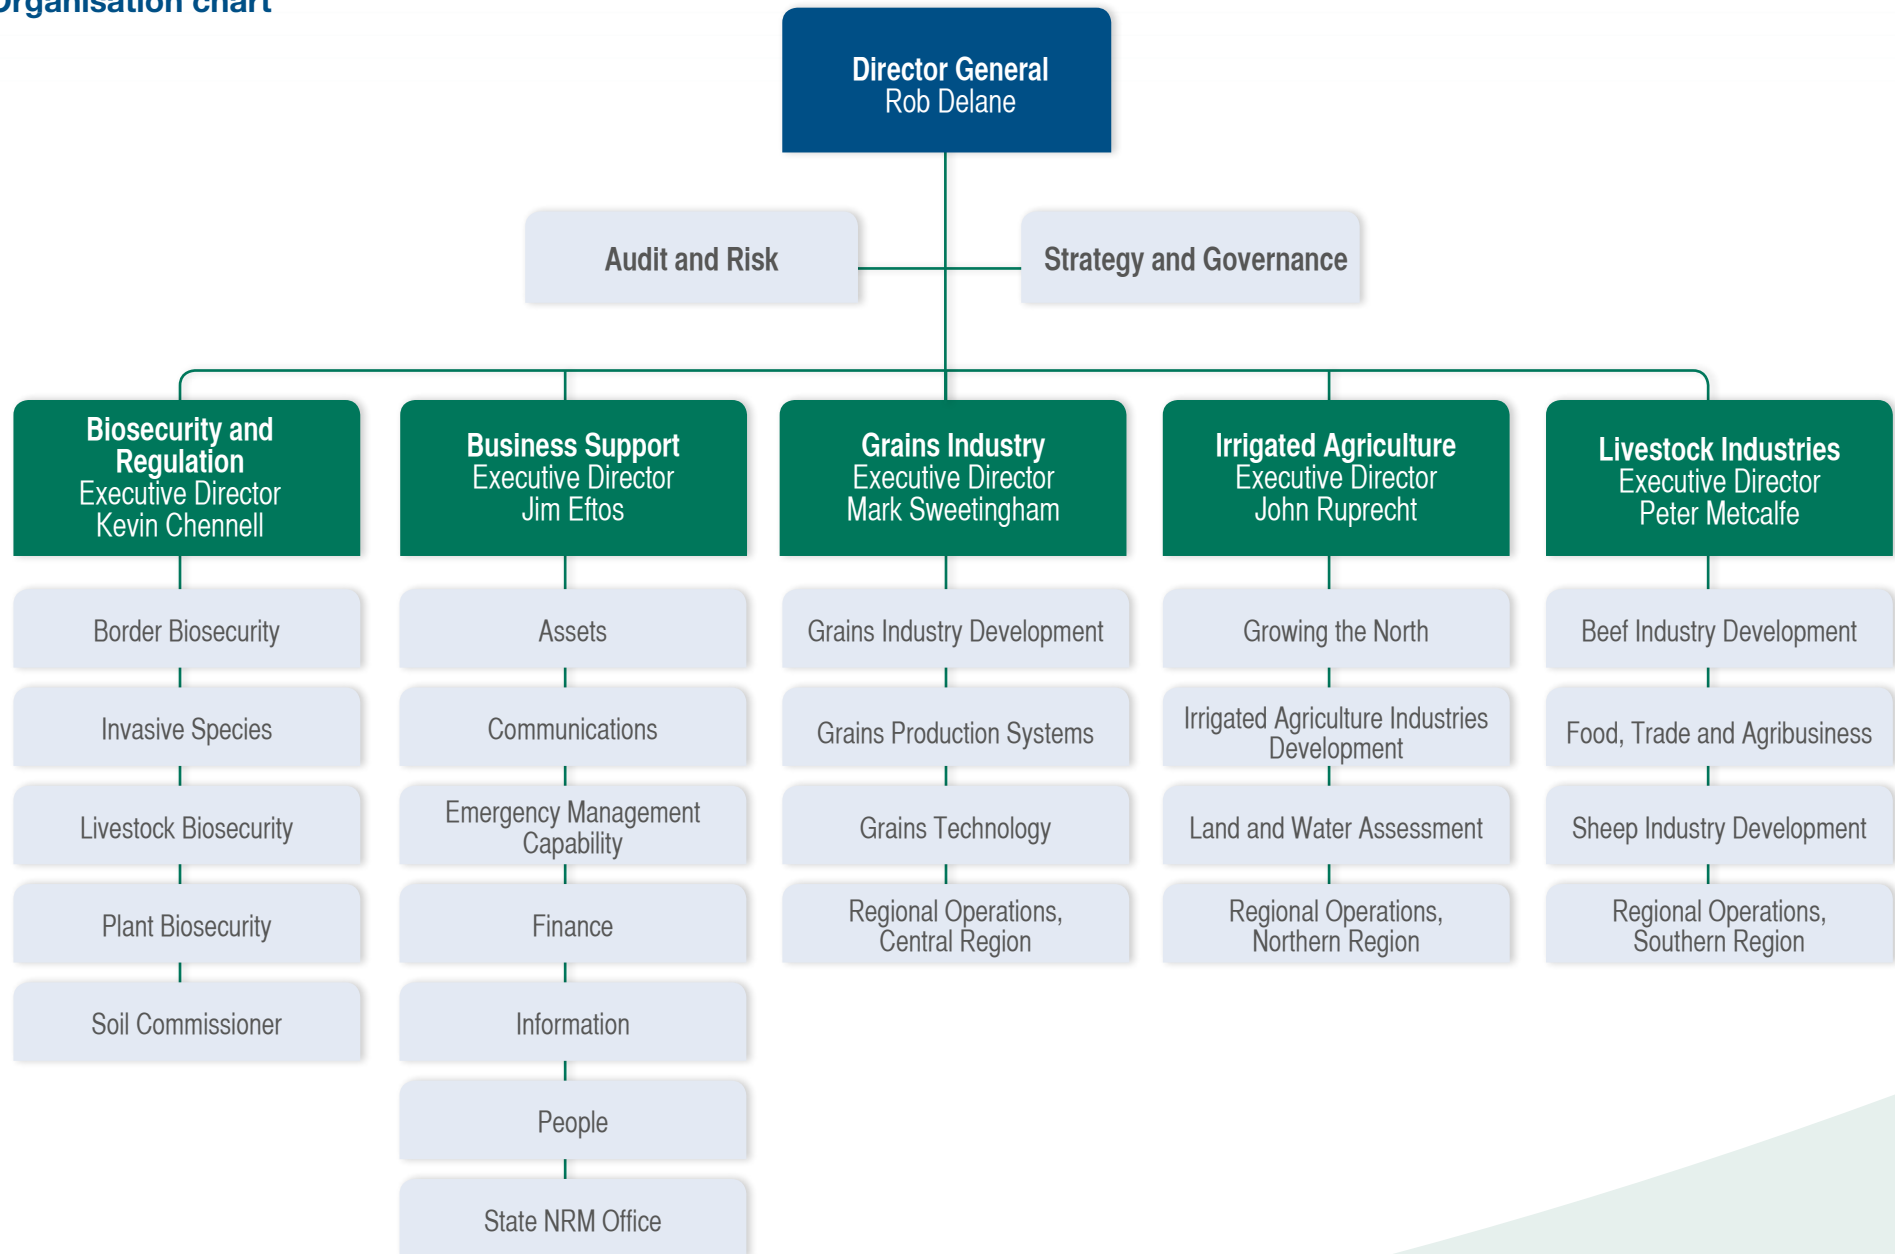 Organisation chart
Director General
Rob Delane
Audit and Risk
Strategy and Governance
Biosecurity and
Regulation
Executive Director
Kevin Chennell
Business Support
Executive Director
Jim Eftos
Grains Industry
Executive Director
Mark Sweetingham
Irrigated Agriculture
Executive Director
John Ruprecht
Livestock Industries
Executive Director
Peter Metcalfe
Border Biosecurity
Invasive Species
Livestock Biosecurity
Plant Biosecurity
Soil Commissioner
Assets
Communications
Emergency Management
Capability
Finance
Information
People
State NRM Office
Grains Industry Development
Grains Production Systems
Grains Technology
Regional Operations,
Central Region
Growing the North
Irrigated Agriculture Industries
Development
Land and Water Assessment
Regional Operations,
Northern Region
Beef Industry Development
Food, Trade and Agribusiness
Sheep Industry Development
Regional Operations,
Southern Region